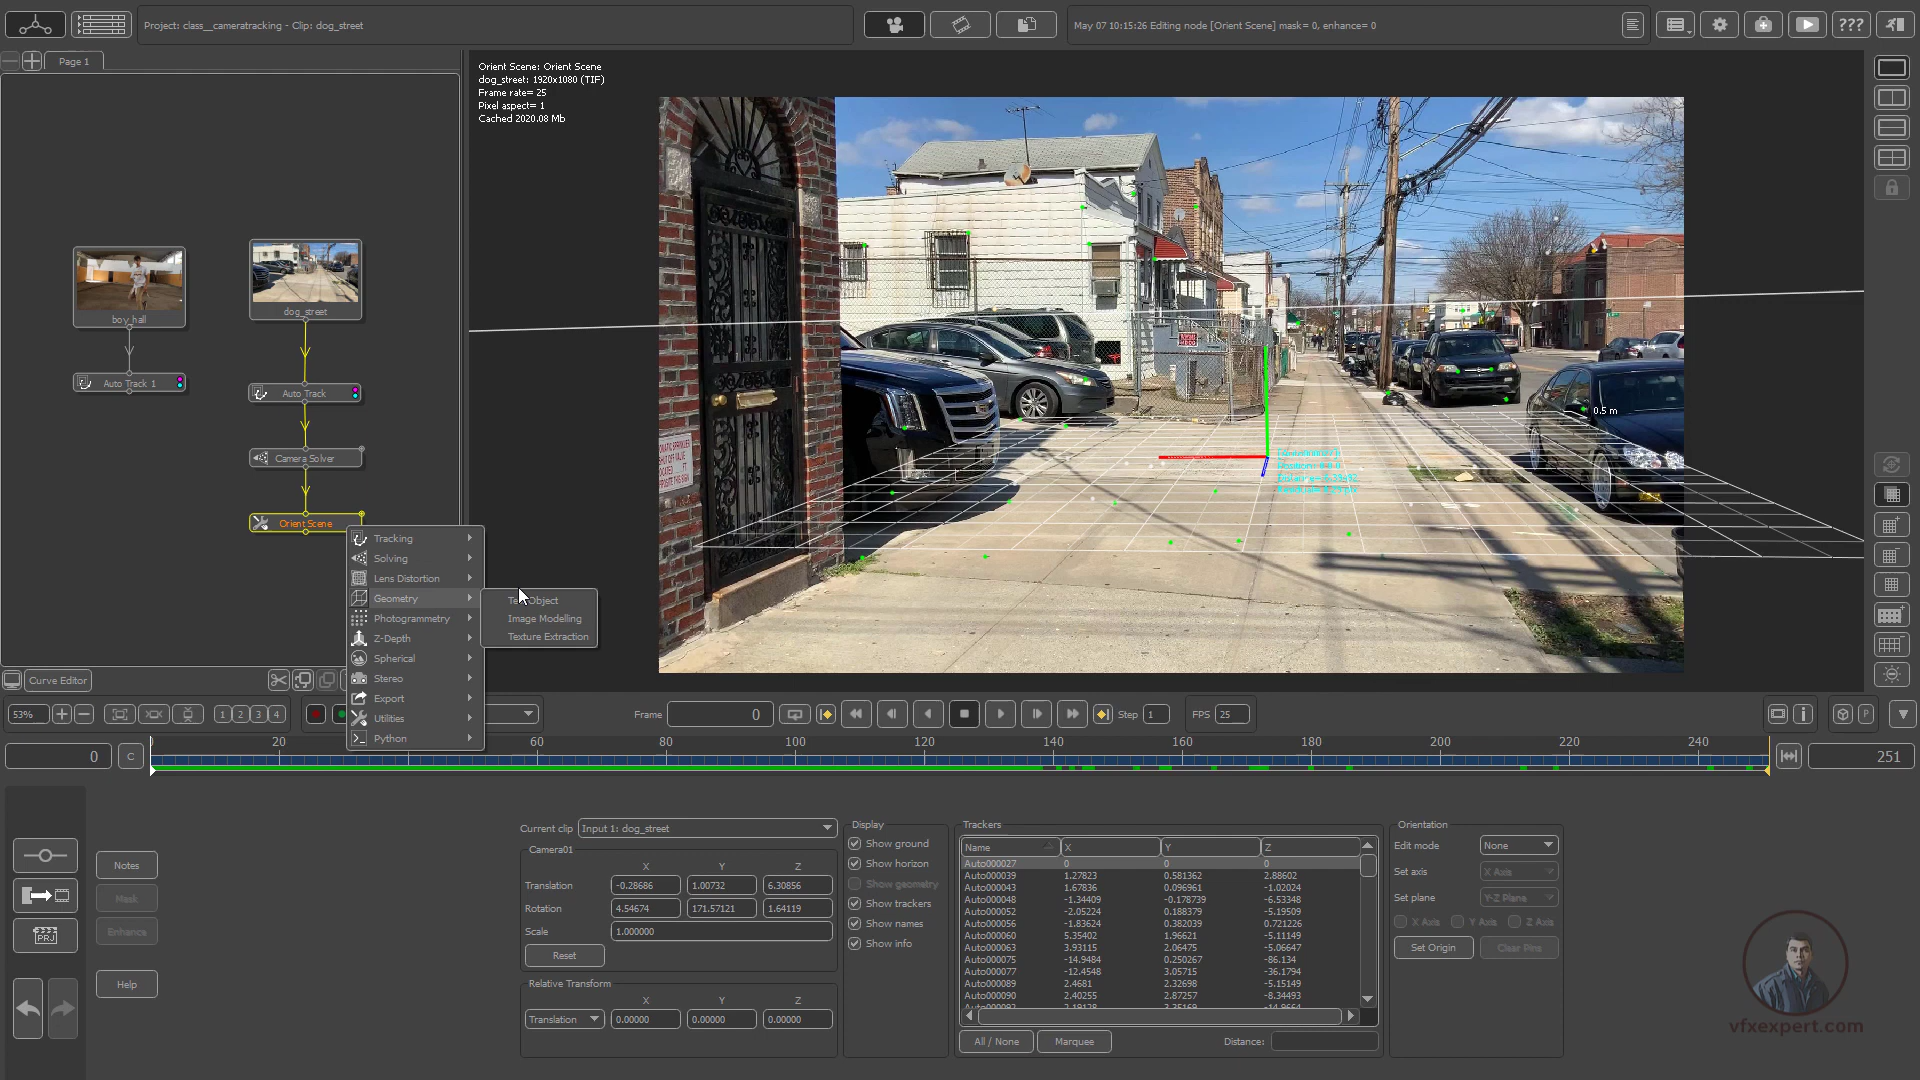 Project: class__cameratracking - Clip: dog_street
May 07 10:15:26 Editing node [Orient Scene] mask= 0, enhance= 0
???
Page 1
Orient Scene: Orient Scene
dog_street: 1920x1080 (TIF)
Frame rate= 25
Pixel aspect= 1
Cached 2020.08 Mb
boy_hall
dog_street
Auto Track 1
Auto Track
Camera Solver
Orient Scene
0.5 m
Tracking
Solving
Lens Distortion
Geometry
Photogrammetry
Z-Depth
Spherical
Stereo
Export
Utilities
Python
Image Modelling
Texture Extraction
Curve Editor
53%
1 2 3 4
Frame 0
Step 1
FPS 25
i
P
0 C
20 60 80 100 120 140 160 180 200 220 240
251
PRJ
Notes
Mask
Enhance
Help
Current clip Input 1: dog_street
Camera01
X Y Z
Translation -0.28686 1.00732 6.30856
Rotation 4.54674 171.57121 1.64119
Scale 1.000000
Reset
Relative Transform
X Y Z
Translation 0.00000 0.00000 0.00000
Display
Show ground
Show horizon
Show geometry
Show trackers
Show names
Show info
Trackers
Name X Y Z
Auto000027 0 0 0
Auto000039 1.27823 0.581362 2.88602
Auto000043 1.67836 0.096961 -1.02024
Auto000048 -1.34409 -0.178739 -6.53348
Auto000052 -2.05224 0.188379 -5.19509
Auto000056 -1.83624 0.382039 0.721226
Auto000060 5.35402 1.96621 -5.11149
Auto000063 3.93115 2.06475 -5.06647
Auto000075 -14.9484 0.250267 -86.134
Auto000077 -12.4548 3.05715 -36.1794
Auto000089 2.4681 2.32698 -5.15149
Auto000090 2.40255 2.87257 -8.34493
All / None
Marquee
Distance:
Orientation
Edit mode None
Set axis X Axis
Set plane Y-Z Plane
X Axis Y Axis Z Axis
Set Origin
Clear Pins
vfxexpert.com